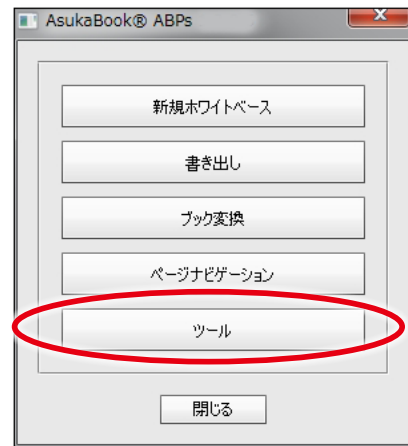 AsukaBook® ABPs
新規ホワイトベース
書き出し
ブック変換
ページナビゲーション
ツール
閉じる